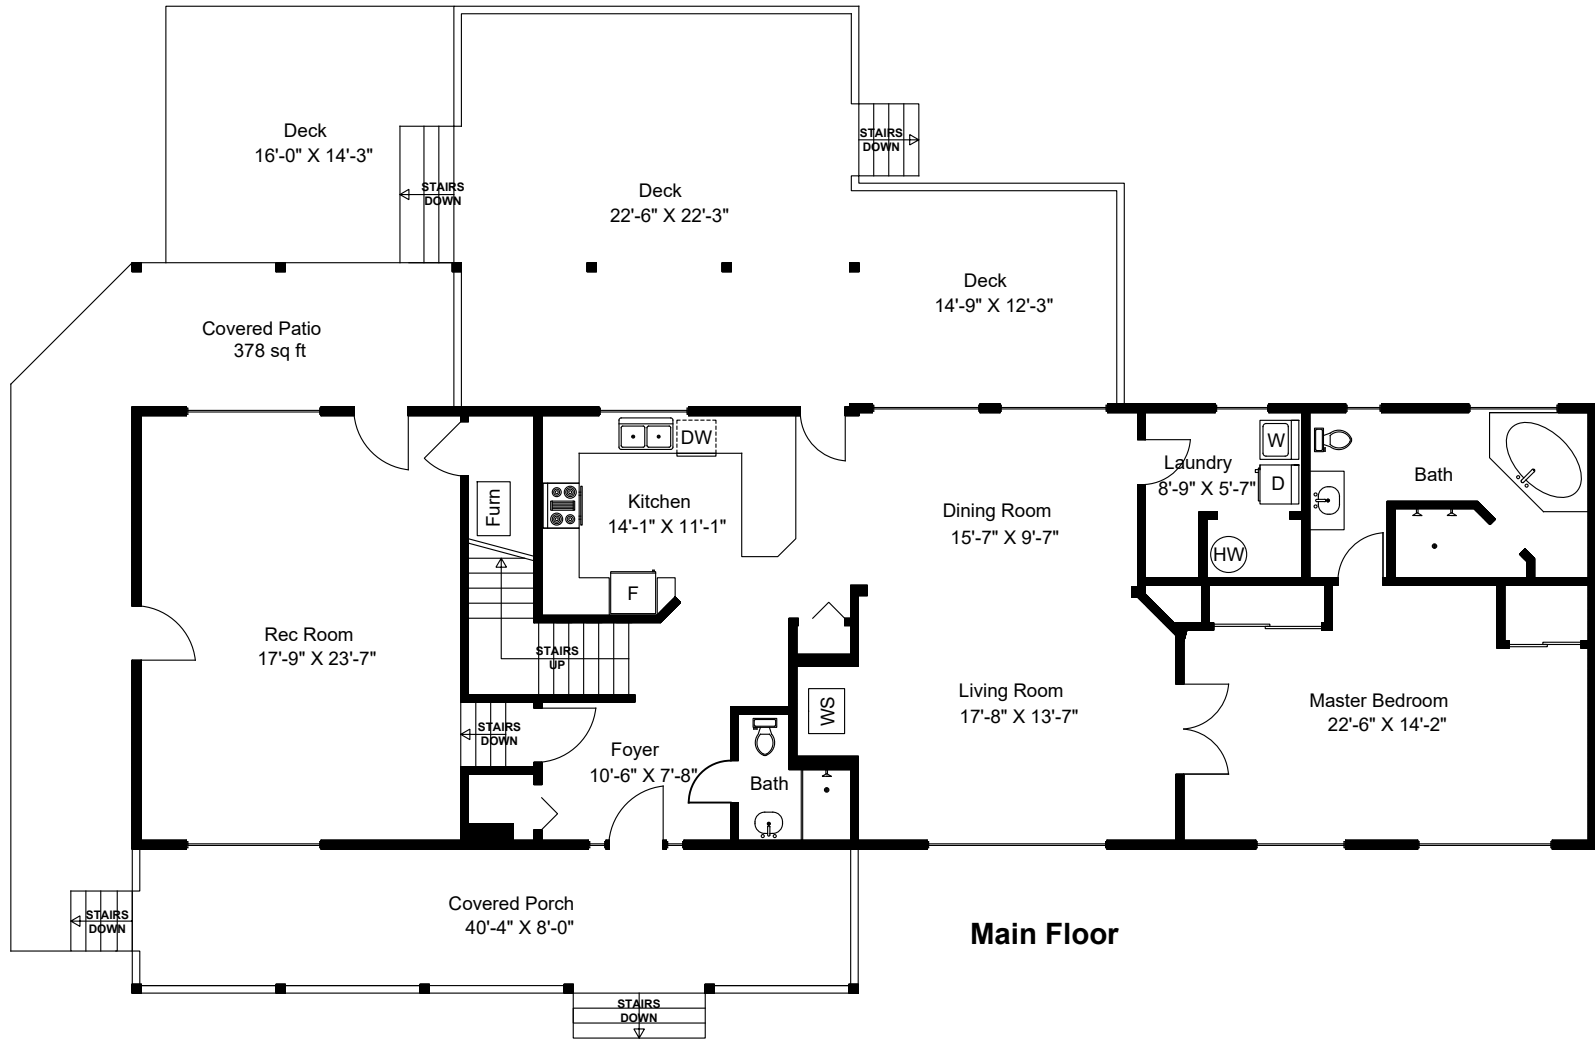 Deck
16'-0" X 14'-3"
STAIRS
DOWN
Deck
22'-6" X 22'-3"
STAIRS
DOWN
Deck
14'-9" X 12'-3"
Covered Patio
378 sq ft
Furn
DW
Kitchen
14'-1" X 11'-1"
F
Dining Room
15'-7" X 9'-7"
W
Laundry
8'-9" X 5'-7"
D
HW
Bath
Rec Room
17'-9" X 23'-7"
STAIRS
UP
STAIRS
DOWN
Foyer
10'-6" X 7'-8"
Bath
WS
Living Room
17'-8" X 13'-7"
Master Bedroom
22'-6" X 14'-2"
STAIRS
DOWN
Covered Porch
40'-4" X 8'-0"
STAIRS
DOWN
Main Floor